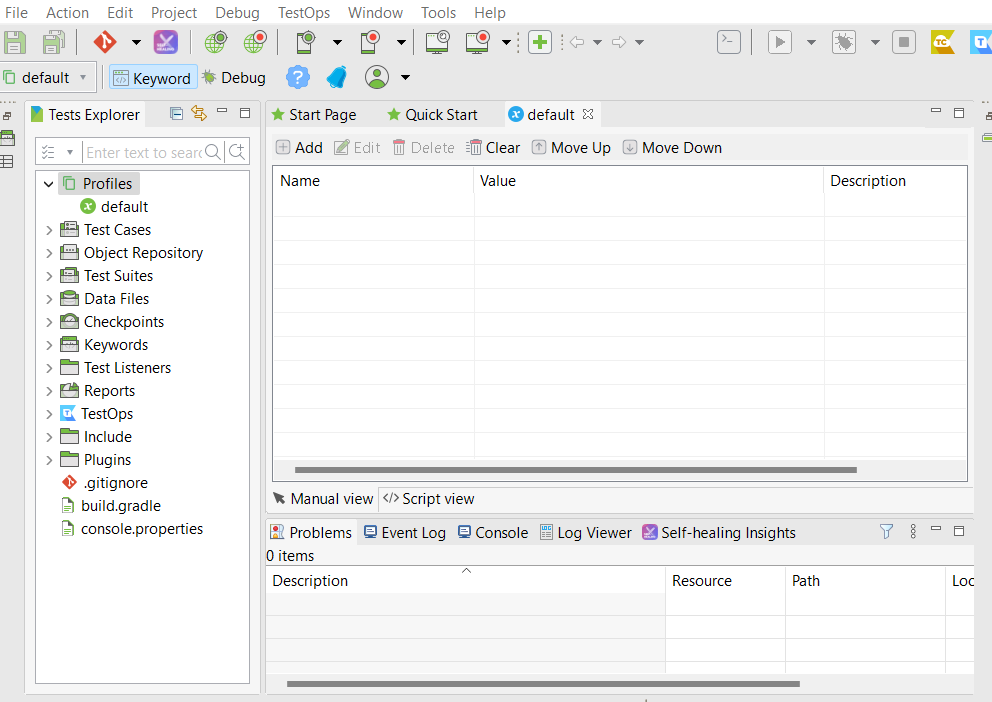 File Action Edit Project Debug TestOps Window Tools Help
TC
default Keyword Debug
Tests Explorer
Enter text to searc
Profiles
default
Test Cases
Object Repository
Test Suites
Data Files
Checkpoints
Keywords
Test Listeners
Reports
TestOps
Include
Plugins
.gitignore
build.gradle
console.properties
Start Page Quick Start default
Add Edit Delete Clear Move Up Move Down
Name Value Description
Manual view Script view
Problems Event Log Console Log Viewer Self-healing Insights
0 items
Description Resource Path Loc